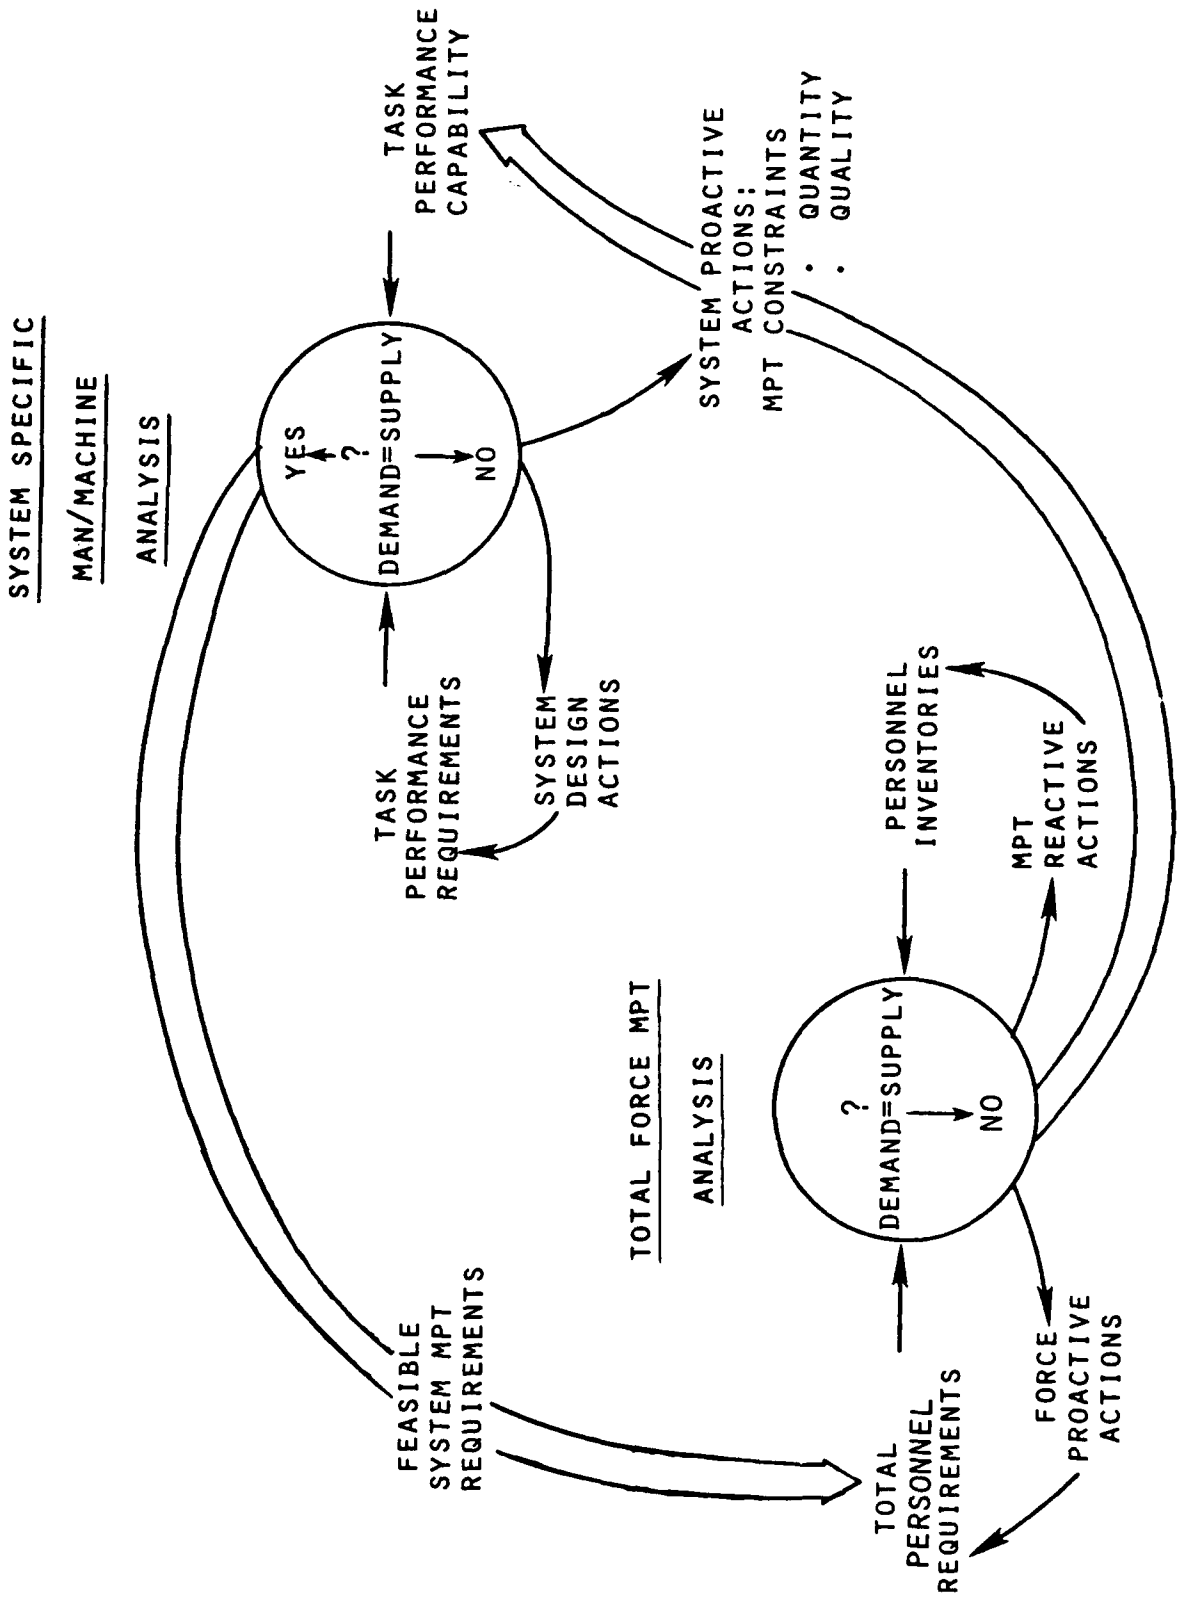 SYSTEM SPECIFIC
MAN/MACHINE
ANALYSIS
YES
?
DEMAND=SUPPLY
NO
TASK
PERFORMANCE
CAPABILITY
TASK
PERFORMANCE
REQUIREMENTS
SYSTEM
DESIGN
ACTIONS
SYSTEM PROACTIVE
ACTIONS:
MPT CONSTRAINTS
· QUANTITY
· QUALITY
FEASIBLE
SYSTEM MPT
REQUIREMENTS
TOTAL FORCE MPT
ANALYSIS
?
DEMAND=SUPPLY
NO
PERSONNEL
INVENTORIES
MPT
REACTIVE
ACTIONS
TOTAL
PERSONNEL
REQUIREMENTS
FORCE
PROACTIVE
ACTIONS